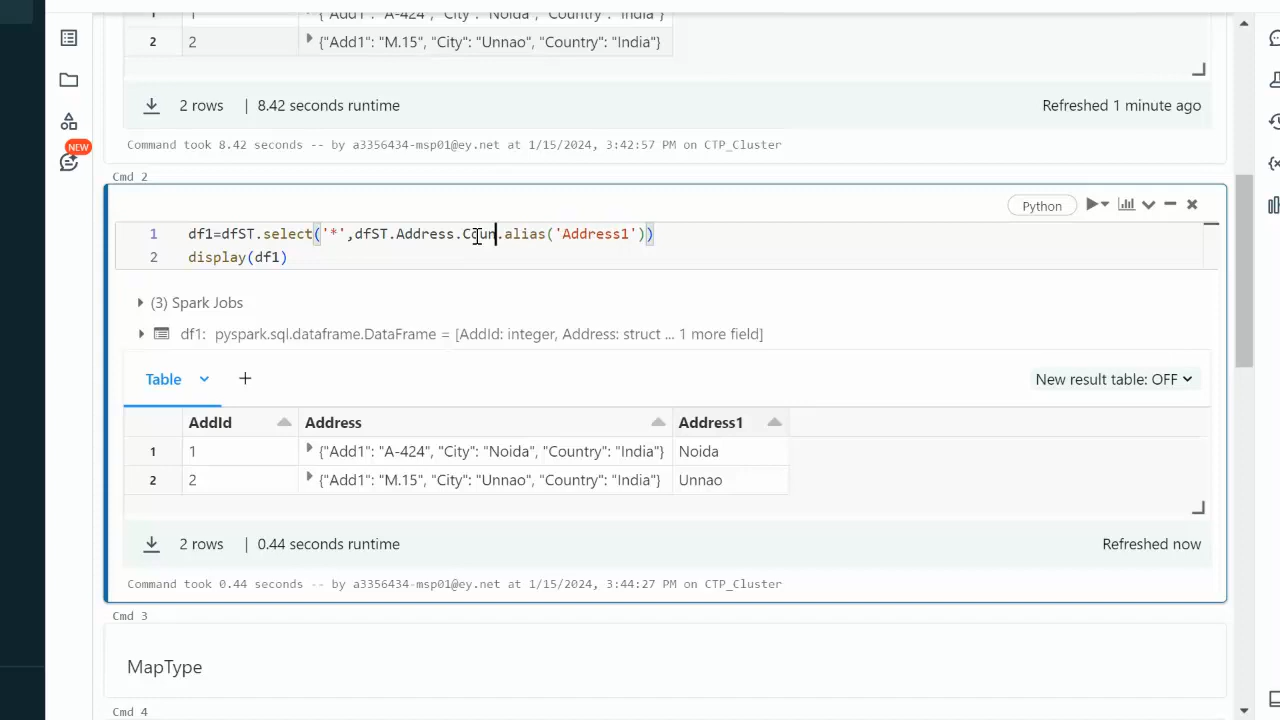 1 1 {"Add1": "A-424", "City": "Noida", "Country": "India"}
2 2 {"Add1": "M.15", "City": "Unnao", "Country": "India"}
2 rows | 8.42 seconds runtime Refreshed 1 minute ago
Command took 8.42 seconds -- by a3356434-msp01@ey.net at 1/15/2024, 3:42:57 PM on CTP_Cluster
NEW
Cmd 2
Python
1 df1=dfST.select('*',dfST.Address.Coun.alias('Address1'))
2 display(df1)
(3) Spark Jobs
df1: pyspark.sql.dataframe.DataFrame = [AddId: integer, Address: struct ... 1 more field]
Table + New result table: OFF
AddId Address Address1
1 1 {"Add1": "A-424", "City": "Noida", "Country": "India"} Noida
2 2 {"Add1": "M.15", "City": "Unnao", "Country": "India"} Unnao
2 rows | 0.44 seconds runtime Refreshed now
Command took 0.44 seconds -- by a3356434-msp01@ey.net at 1/15/2024, 3:44:27 PM on CTP_Cluster
Cmd 3
MapType
Cmd 4